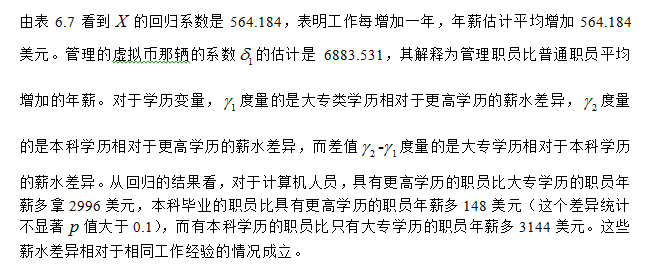 由表 6.7 看到 X 的回归系数是 564.184，表明工作每增加一年，年薪估计平均增加 564.184
美元。管理的虚拟币那辆的系数 δ₁ 的估计是 6883.531，其解释为管理职员比普通职员平均
增加的年薪。对于学历变量，γ₁ 度量的是大专类学历相对于更高学历的薪水差异，γ₂ 度量
的是本科学历相对于更高学历的薪水差异，而差值 γ₂-γ₁ 度量的是大专学历相对于本科学历
的薪水差异。从回归的结果看，对于计算机人员，具有更高学历的职员比大专学历的职员年
薪多拿 2996 美元，本科毕业的职员比具有更高学历的职员年薪多 148 美元（这个差异统计
不显著 p 值大于 0.1），而有本科学历的职员比只有大专学历的职员年薪多 3144 美元。这些
薪水差异相对于相同工作经验的情况成立。